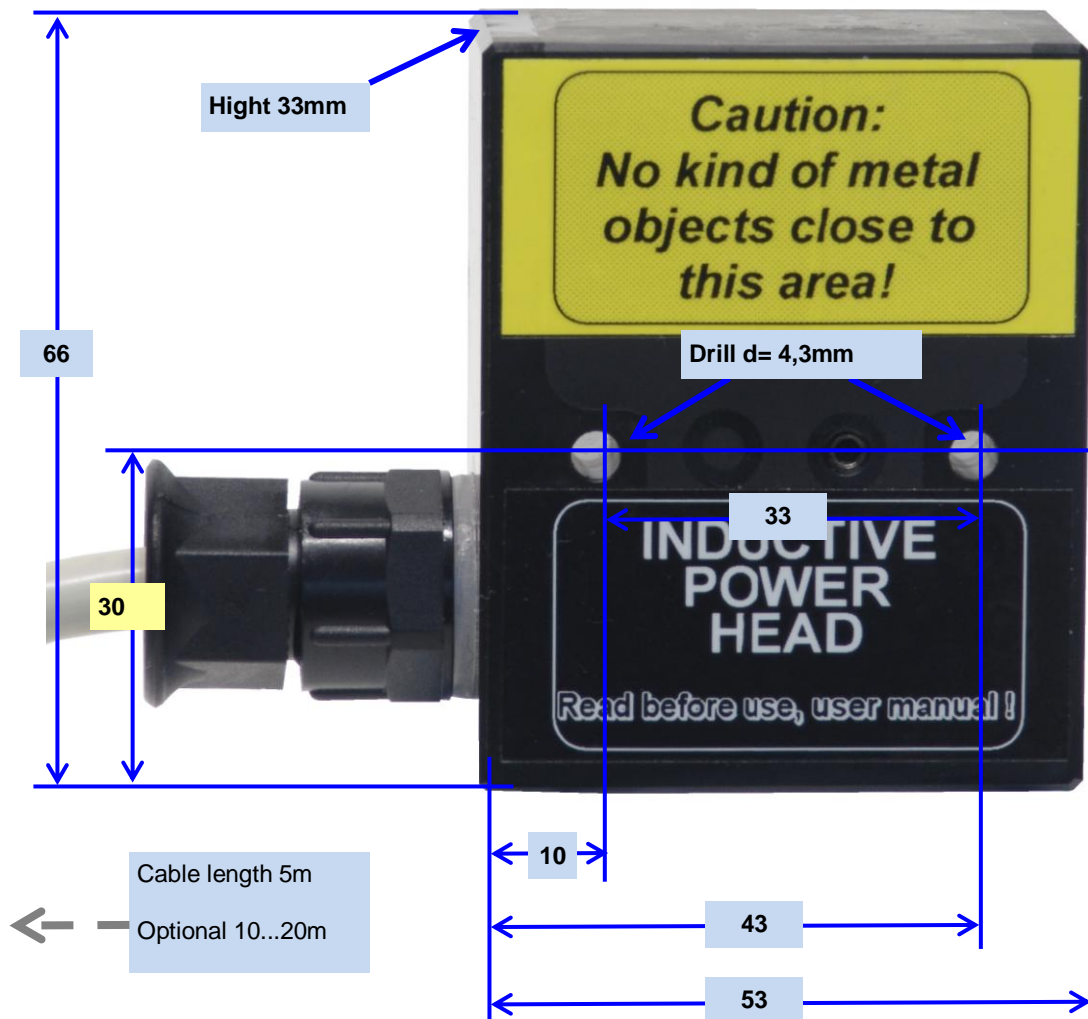 Hight 33mm
Caution:
No kind of metal
objects close to
this area!
66
Drill d= 4,3mm
33
INDUCTIVE
POWER
HEAD
30
Read before use, user manual !
10
Cable length 5m
Optional 10...20m
43
53